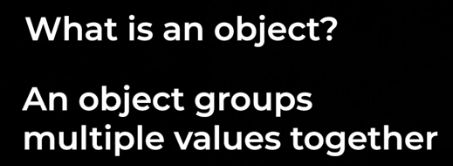 What is an object?
An object groups
multiple values together